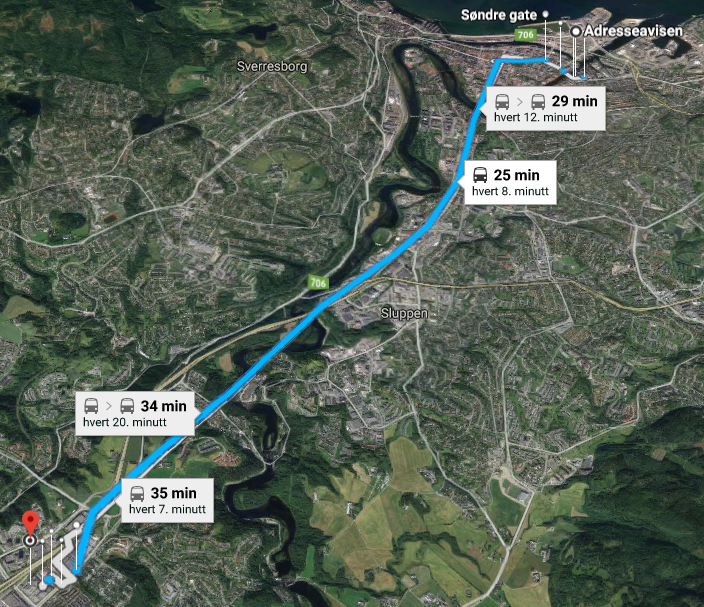 Søndre gate
706
Adresseavisen
Sverresborg
29 min
hvert 12. minutt
25 min
hvert 8. minutt
706
Sluppen
34 min
hvert 20. minutt
35 min
hvert 7. minutt